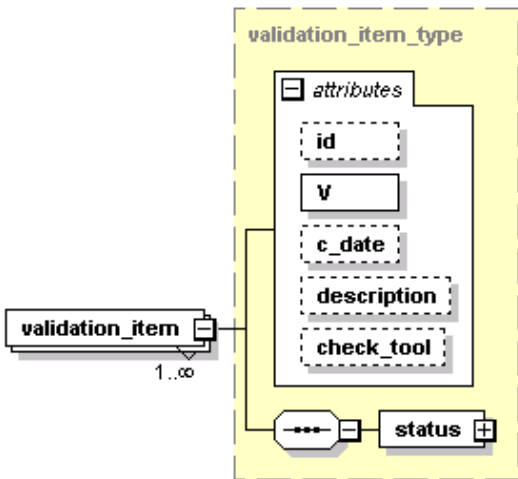 validation_item_type
attributes
id
V
c_date
description
check_tool
validation_item
1..∞
status